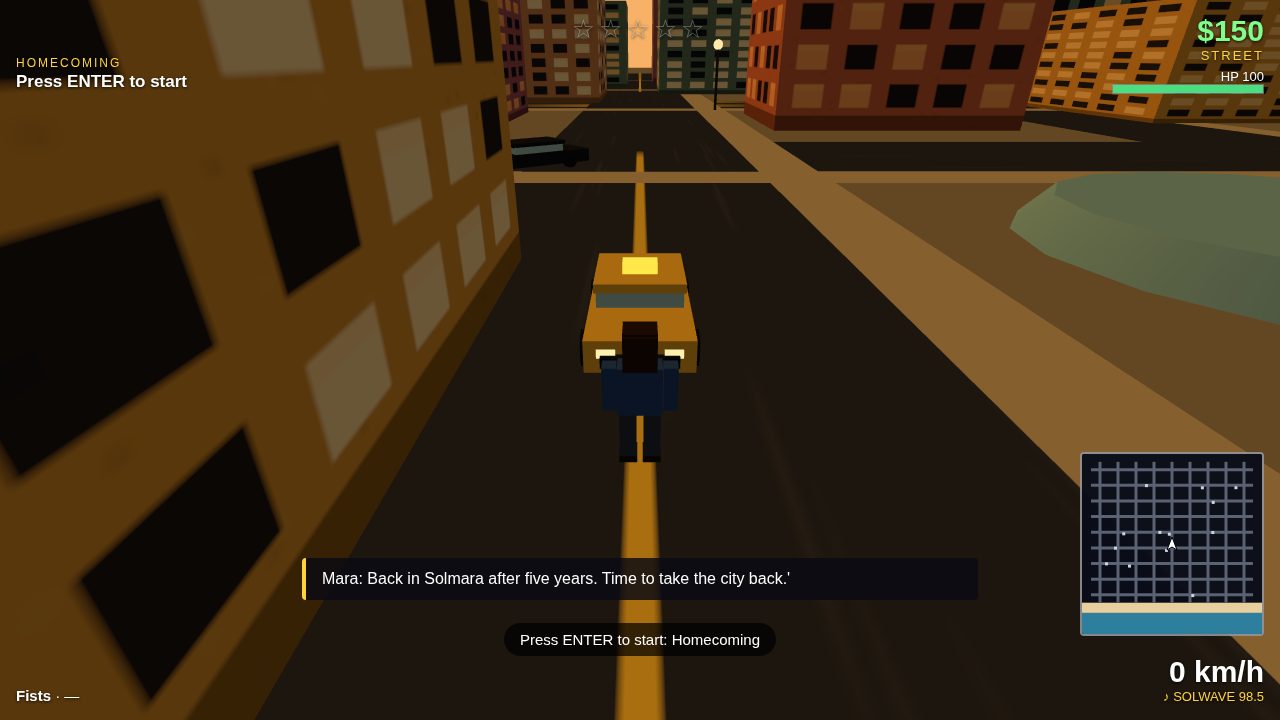 ☆ ☆ ☆ ☆ ☆
HOMECOMING
Press ENTER to start
$150
STREET
HP 100
Mara: Back in Solmara after five years. Time to take the city back.'
Press ENTER to start: Homecoming
Fists · —
0 km/h
♪ SOLWAVE 98.5